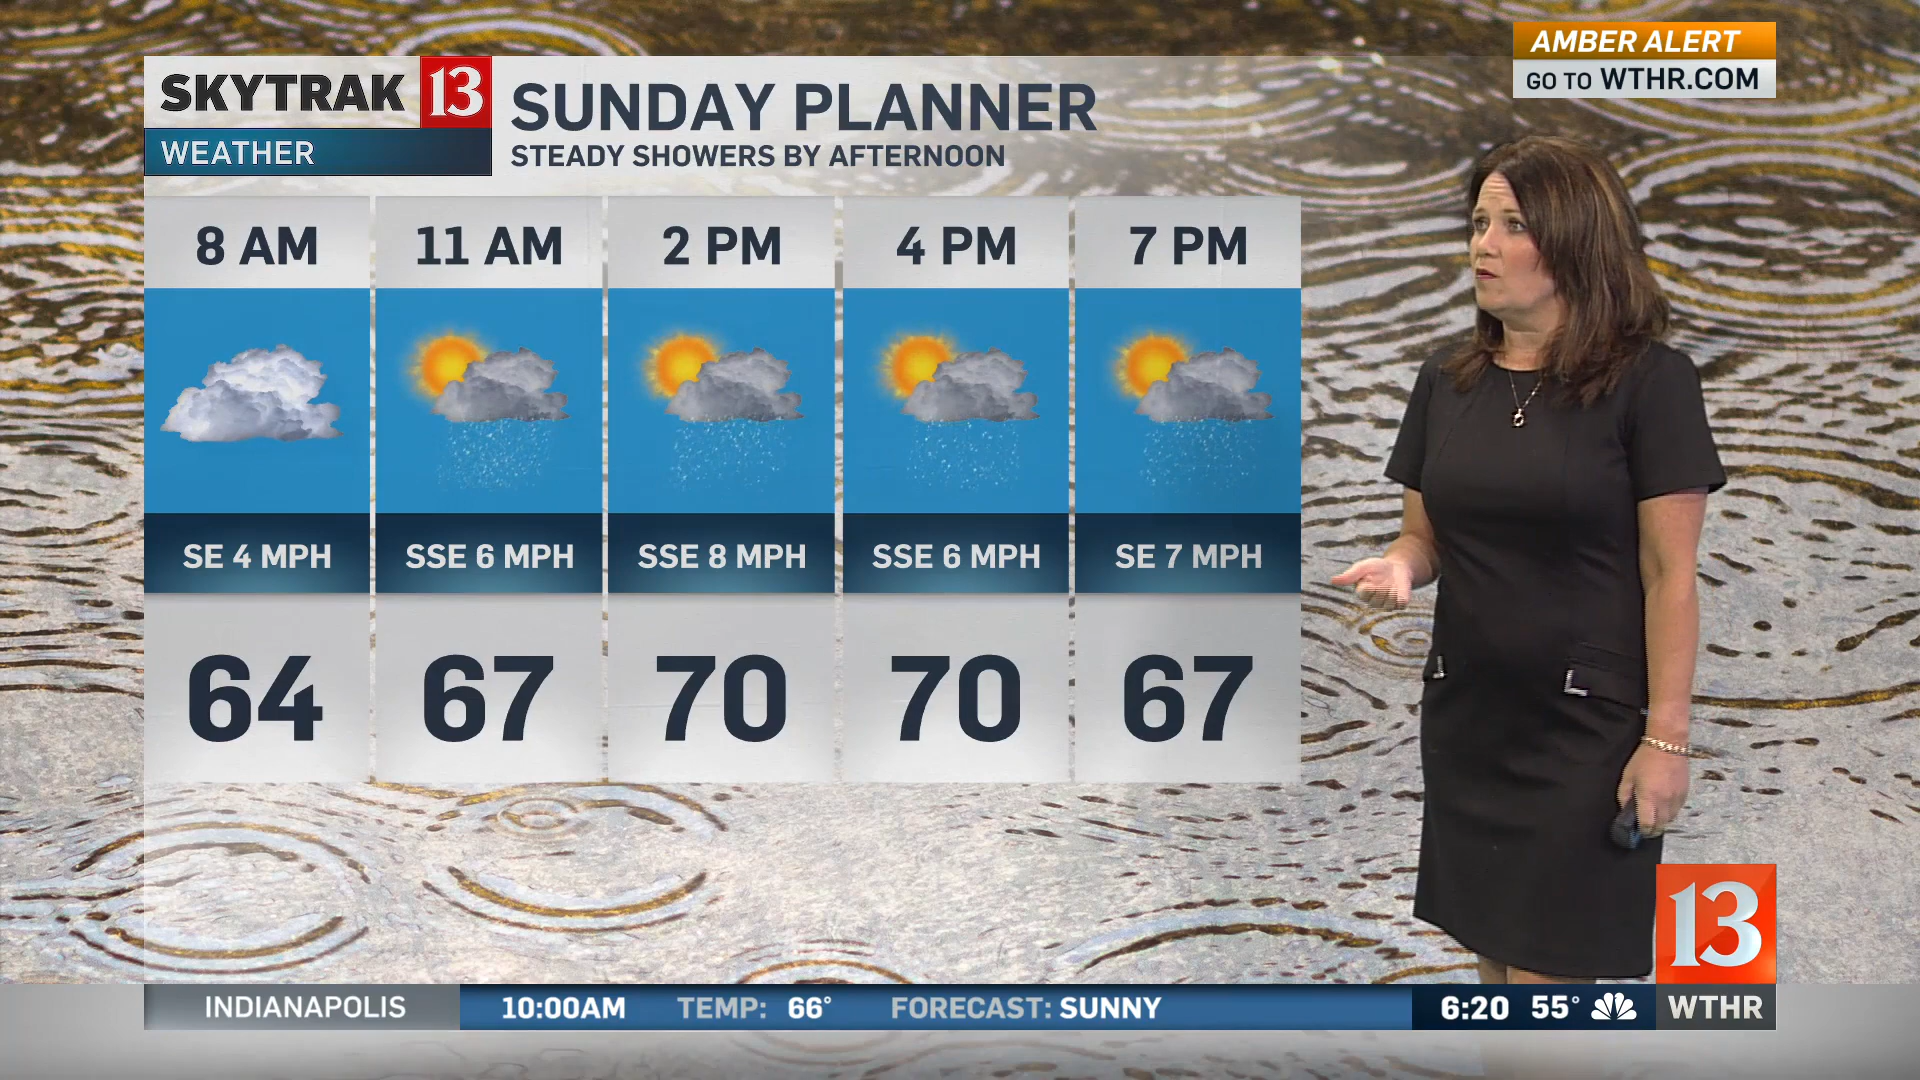 AMBER ALERT
GO TO WTHR.COM
SKYTRAK 13
WEATHER
SUNDAY PLANNER
STEADY SHOWERS BY AFTERNOON
8 AM 11 AM 2 PM 4 PM 7 PM
SE 4 MPH SSE 6 MPH SSE 8 MPH SSE 6 MPH SE 7 MPH
64 67 70 70 67
13
INDIANAPOLIS 10:00AM TEMP: 66° FORECAST: SUNNY 6:20 55° WTHR